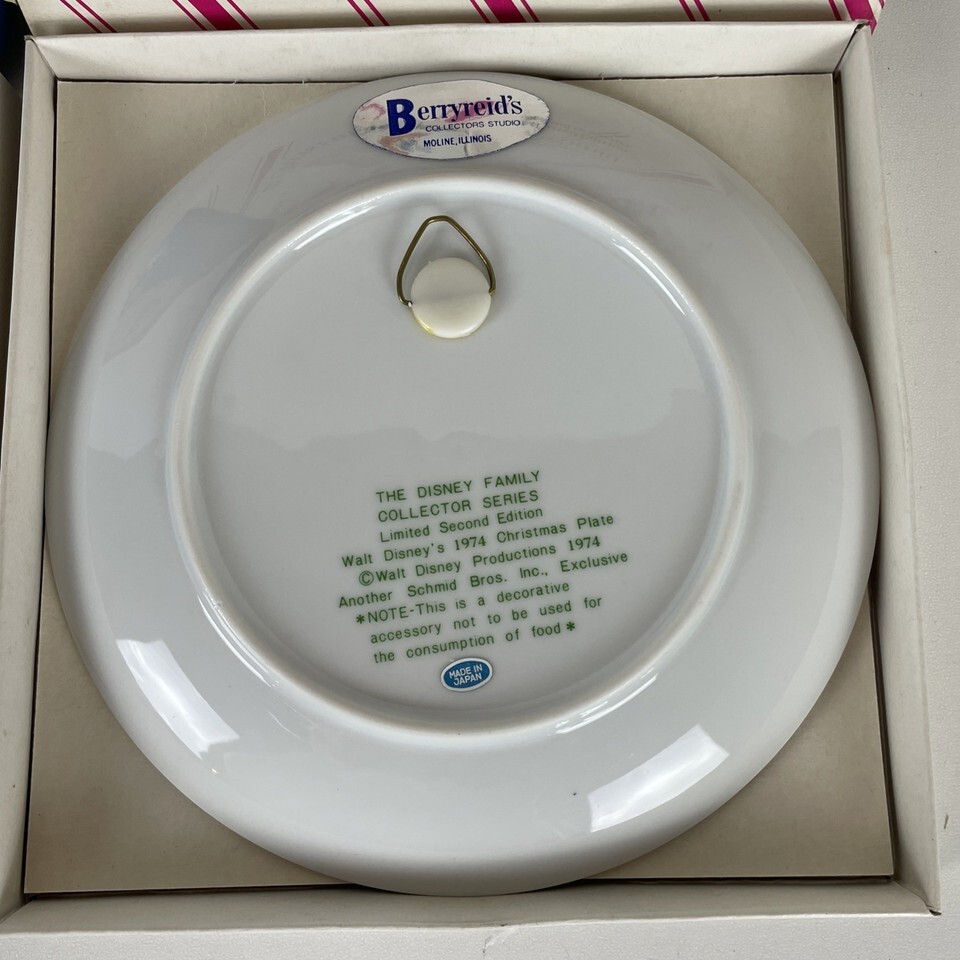 Berryreid's
COLLECTORS STUDIO
MOLINE, ILLINOIS
THE DISNEY FAMILY
COLLECTOR SERIES
Limited Second Edition
Walt Disney's 1974 Christmas Plate
©Walt Disney Productions 1974
Another Schmid Bros. Inc., Exclusive
*NOTE-This is a decorative
accessory not to be used for
the consumption of food*
MADE IN
JAPAN